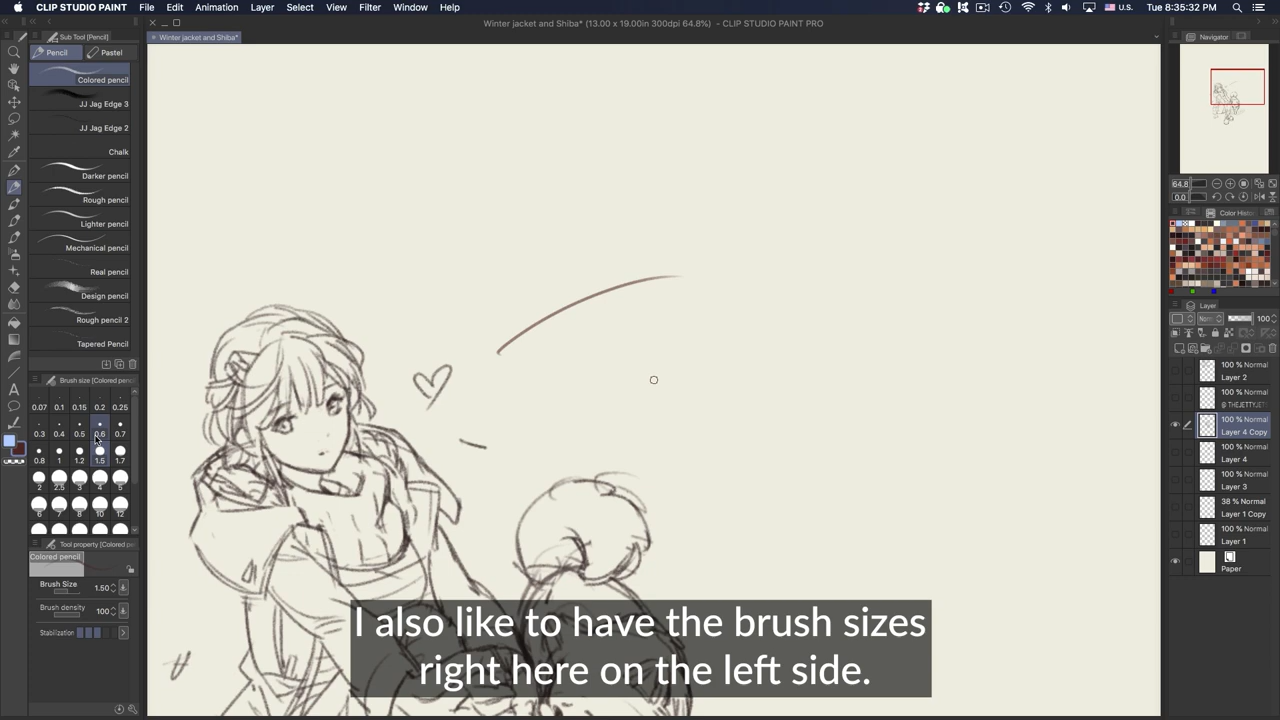 CLIP STUDIO PAINT PRO File Edit Animation Layer Select View Filter Window Help U.S. Thu 8:35:32 PM
Winter jacket and Shiba* (13.00 x 19.00in 300dpi 64.8%) - CLIP STUDIO PAINT PRO
Winter jacket and Shiba*
Sub Tool [Pencil]
Pencil Pastel
Colored pencil
JJ Jag Edge 3
JJ Jag Edge 2
Chalk
Darker pencil
Rough pencil
Lighter pencil
Mechanical pencil
Real pencil
Design pencil
Rough pencil 2
Tapered Pencil
Brush size [Colored penc
0.07 0.1 0.15 0.2 0.25
0.3 0.4 0.5 0.6 0.7
0.8 1 1.2 1.5 1.7
2 2.5 3 4 5
6 7 8 10 12
Tool property [Colored pe
Colored pencil
Brush Size 1.50
Brush density 100
Stabilization
Navigator
64.8
0.0
Color Hist
Layer
Norm 100
100 % Normal
Layer 2
100 % Normal
@THEJETTYJET
100 % Normal
Layer 4 Copy
100 % Normal
Layer 4
100 % Normal
Layer 3
38 % Normal
Layer 1 Copy
100 % Normal
Layer 1
Paper
I also like to have the brush sizes
right here on the left side.